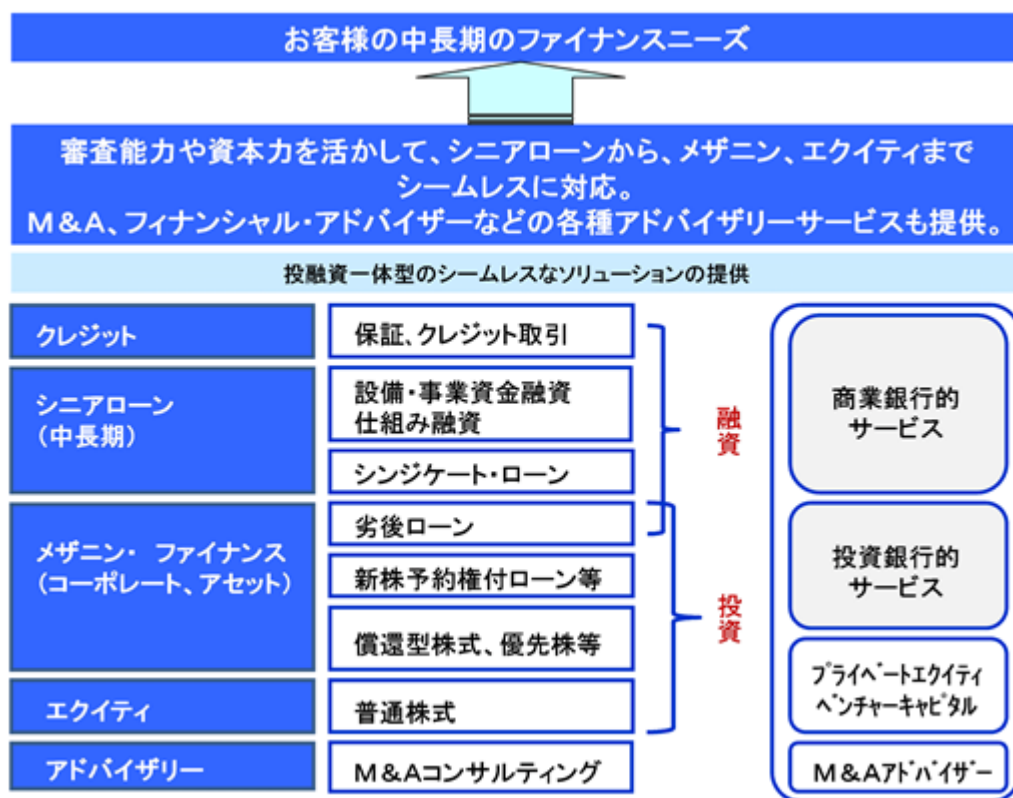 お客様の中長期のファイナンスニーズ
審査能力や資本力を活かして、シニアローンから、メザニン、エクイティまで
シームレスに対応。
M&A、フィナンシャル・アドバイザーなどの各種アドバイザリーサービスも提供。
投融資一体型のシームレスなソリューションの提供
クレジット
保証、クレジット取引
シニアローン
(中長期)
設備・事業資金融資
仕組み融資
シンジケート・ローン
メザニン・ ファイナンス
(コーポレート、アセット)
劣後ローン
新株予約権付ローン等
償還型株式、優先株等
エクイティ
普通株式
アドバイザリー
M&Aコンサルティング
融資
投資
商業銀行的
サービス
投資銀行的
サービス
プライベートエクイティ
ベンチャーキャピタル
M&Aアドバイザー